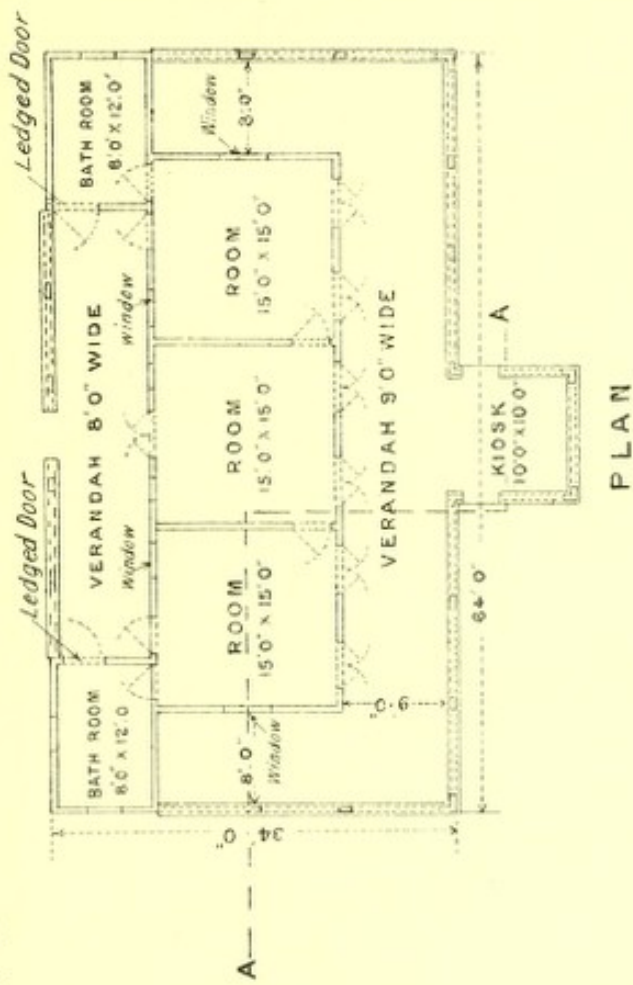 Ledged Door
Ledged Door
BATH ROOM
8'0" X 12'.0
VERANDAH 8'0" WIDE
BATH ROOM
8'0" X 12'.0"
Window
window
8'.0"
Window
ROOM
15'.0" X 15'.0"
ROOM
15'.0" X 15'.0"
ROOM
15'.0" X 15'.0"
Window
8'.0"
34'.0"
A
9'.0"
VERANDAH 9'0" WIDE
64'.0"
A
KIOSK
10'0" X 10'0"
PLAN